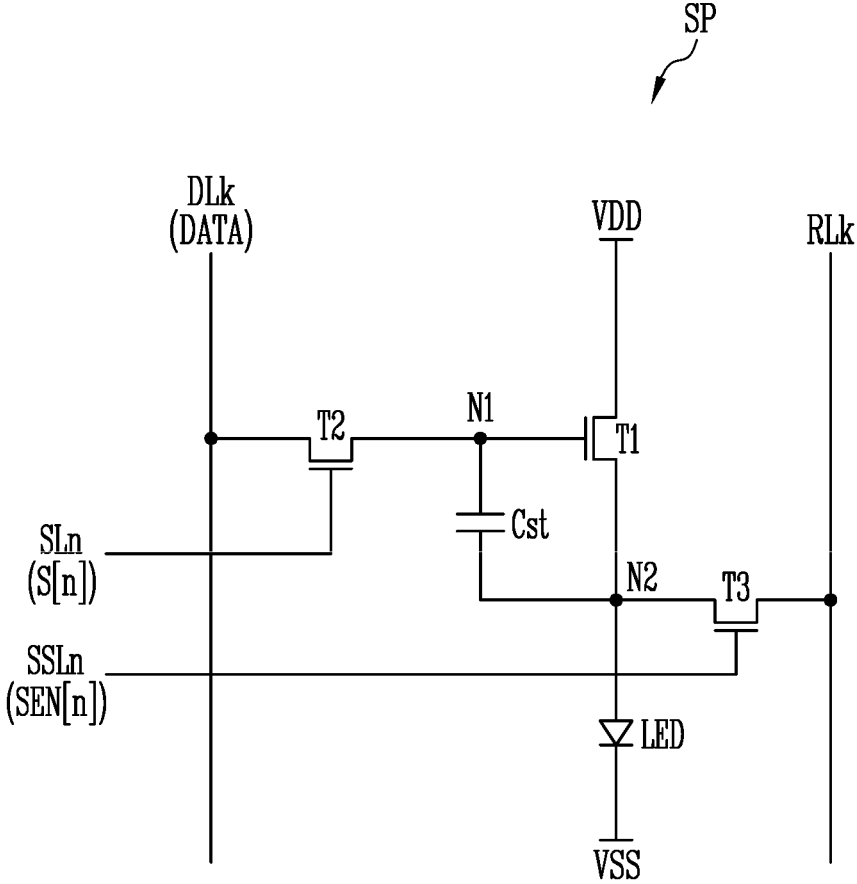 SP
DLk
(DATA)
VDD
RLk
N1
T2
T1
Cst
SLn
(S[n])
N2
T3
SSLn
(SEN[n])
LED
VSS